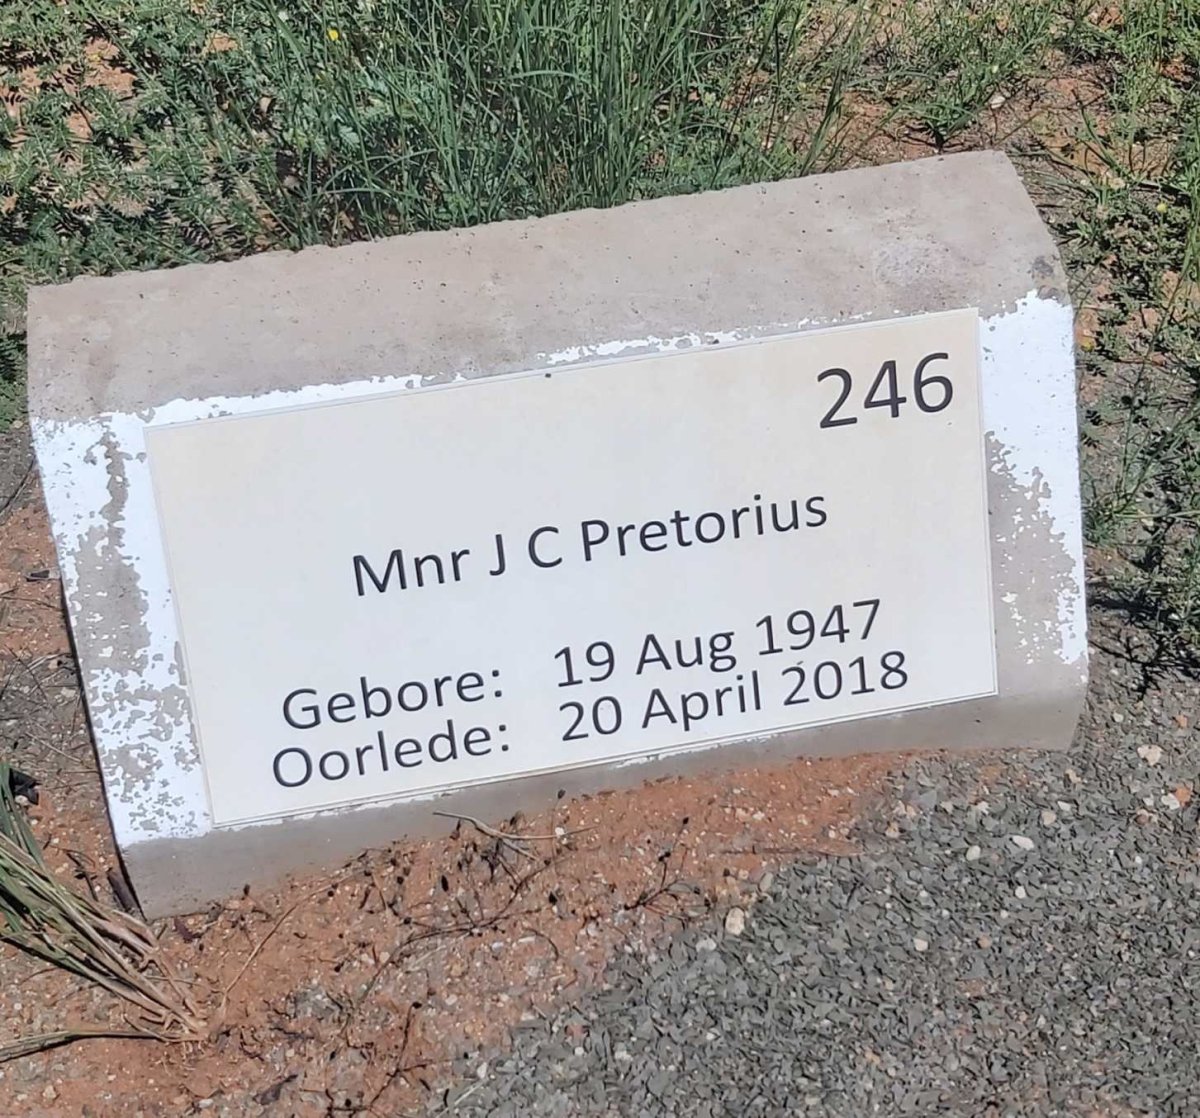 246
Mnr J C Pretorius
Gebore: 19 Aug 1947
Oorlede: 20 April 2018